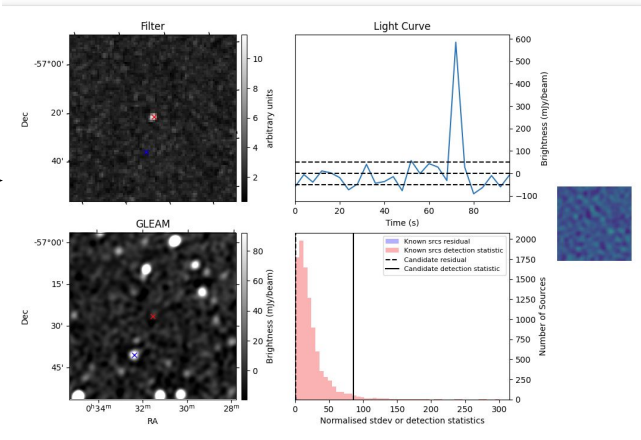 Filter
Light Curve
-57°00'
20'
40'
Dec
10
8
6
4
2
arbitrary units
600
500
400
300
200
100
0
−100
Brightness (mJy/beam)
0
20
40
60
80
Time (s)
GLEAM
-57°00'
15'
30'
45'
Dec
0h34m
32m
30m
28m
RA
80
60
40
20
0
Brightness (mJy/beam)
Known srcs residual
Known srcs detection statistic
Candidate residual
Candidate detection statistic
2000
1750
1500
1250
1000
750
500
250
0
Number of Sources
0
50
100
150
200
250
300
Normalised stdev or detection statistics